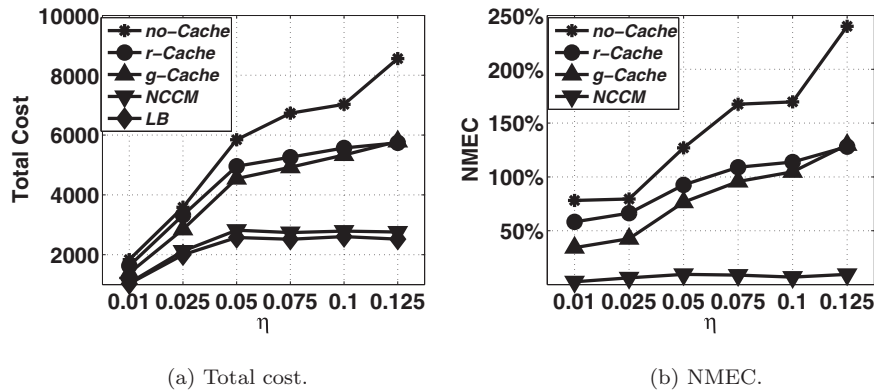 10000
8000
6000
4000
2000
Total Cost
no-Cache
r-Cache
g-Cache
NCCM
LB
0.01 0.025 0.05 0.075 0.1 0.125
η
(a) Total cost.
250%
200%
150%
100%
50%
NMEC
no-Cache
r-Cache
g-Cache
NCCM
0.01 0.025 0.05 0.075 0.1 0.125
η
(b) NMEC.